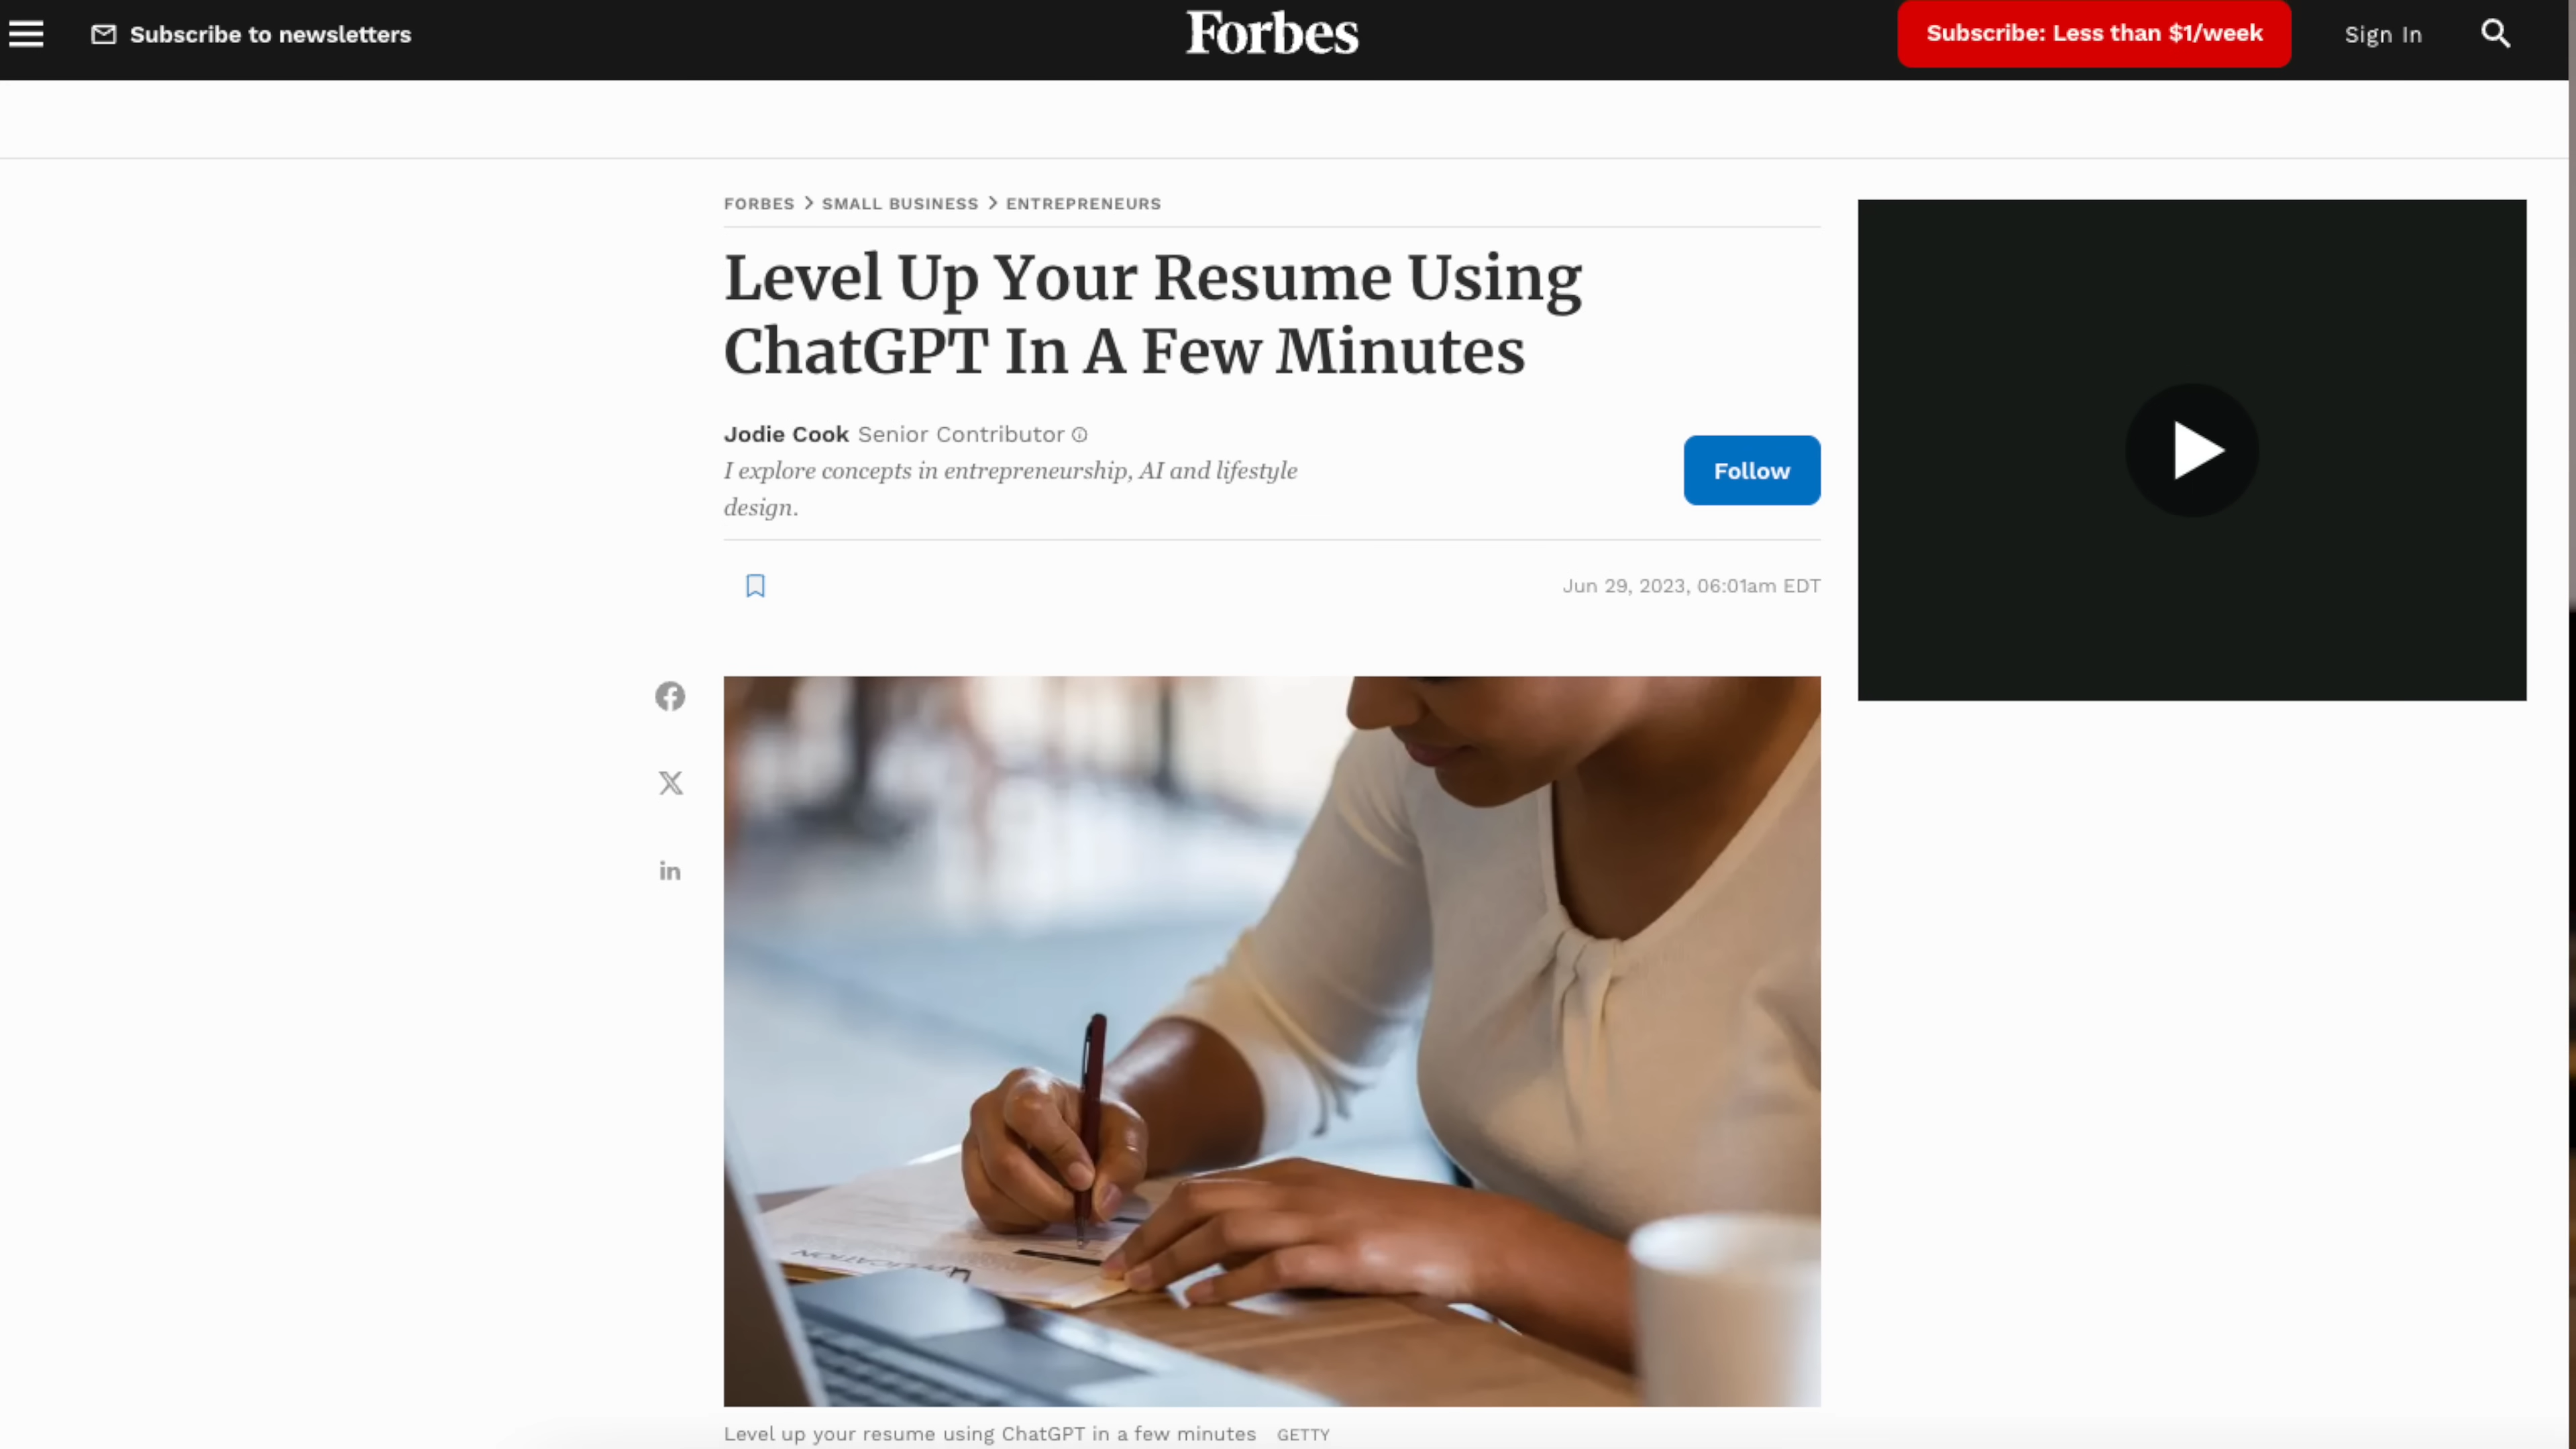 Subscribe to newsletters
Forbes
Subscribe: Less than $1/week
Sign In
FORBES > SMALL BUSINESS > ENTREPRENEURS
Level Up Your Resume Using
ChatGPT In A Few Minutes
Jodie Cook Senior Contributor
I explore concepts in entrepreneurship, AI and lifestyle
design.
Follow
Jun 29, 2023, 06:01am EDT
in
APPLICATION
Level up your resume using ChatGPT in a few minutes GETTY